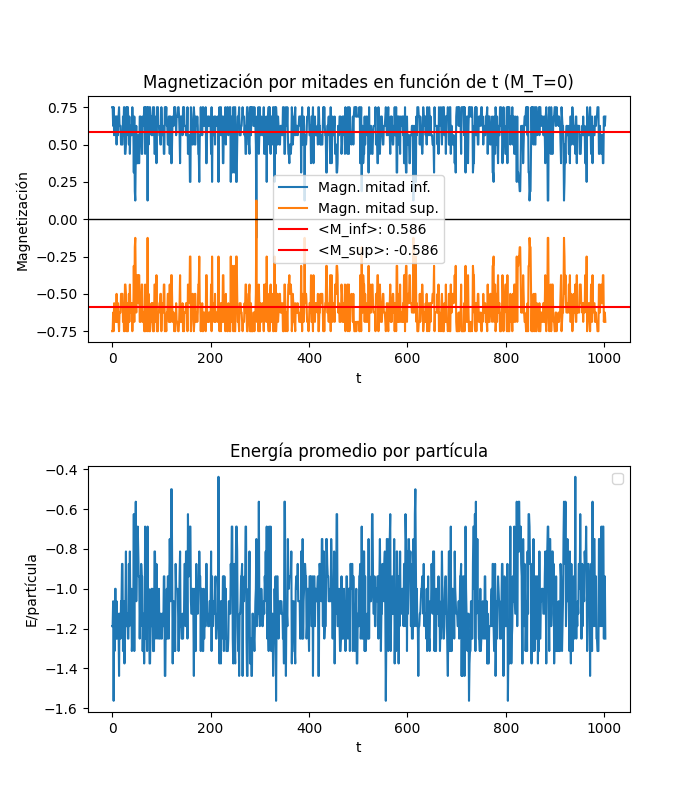 Magnetización por mitades en función de t (M_T=0)
Magnetización
0.75
0.50
0.25
0.00
−0.25
−0.50
−0.75
Magn. mitad inf.
Magn. mitad sup.
<M_inf>: 0.586
<M_sup>: -0.586
0 200 400 600 800 1000
t
Energía promedio por partícula
E/partícula
−0.4
−0.6
−0.8
−1.0
−1.2
−1.4
−1.6
0 200 400 600 800 1000
t